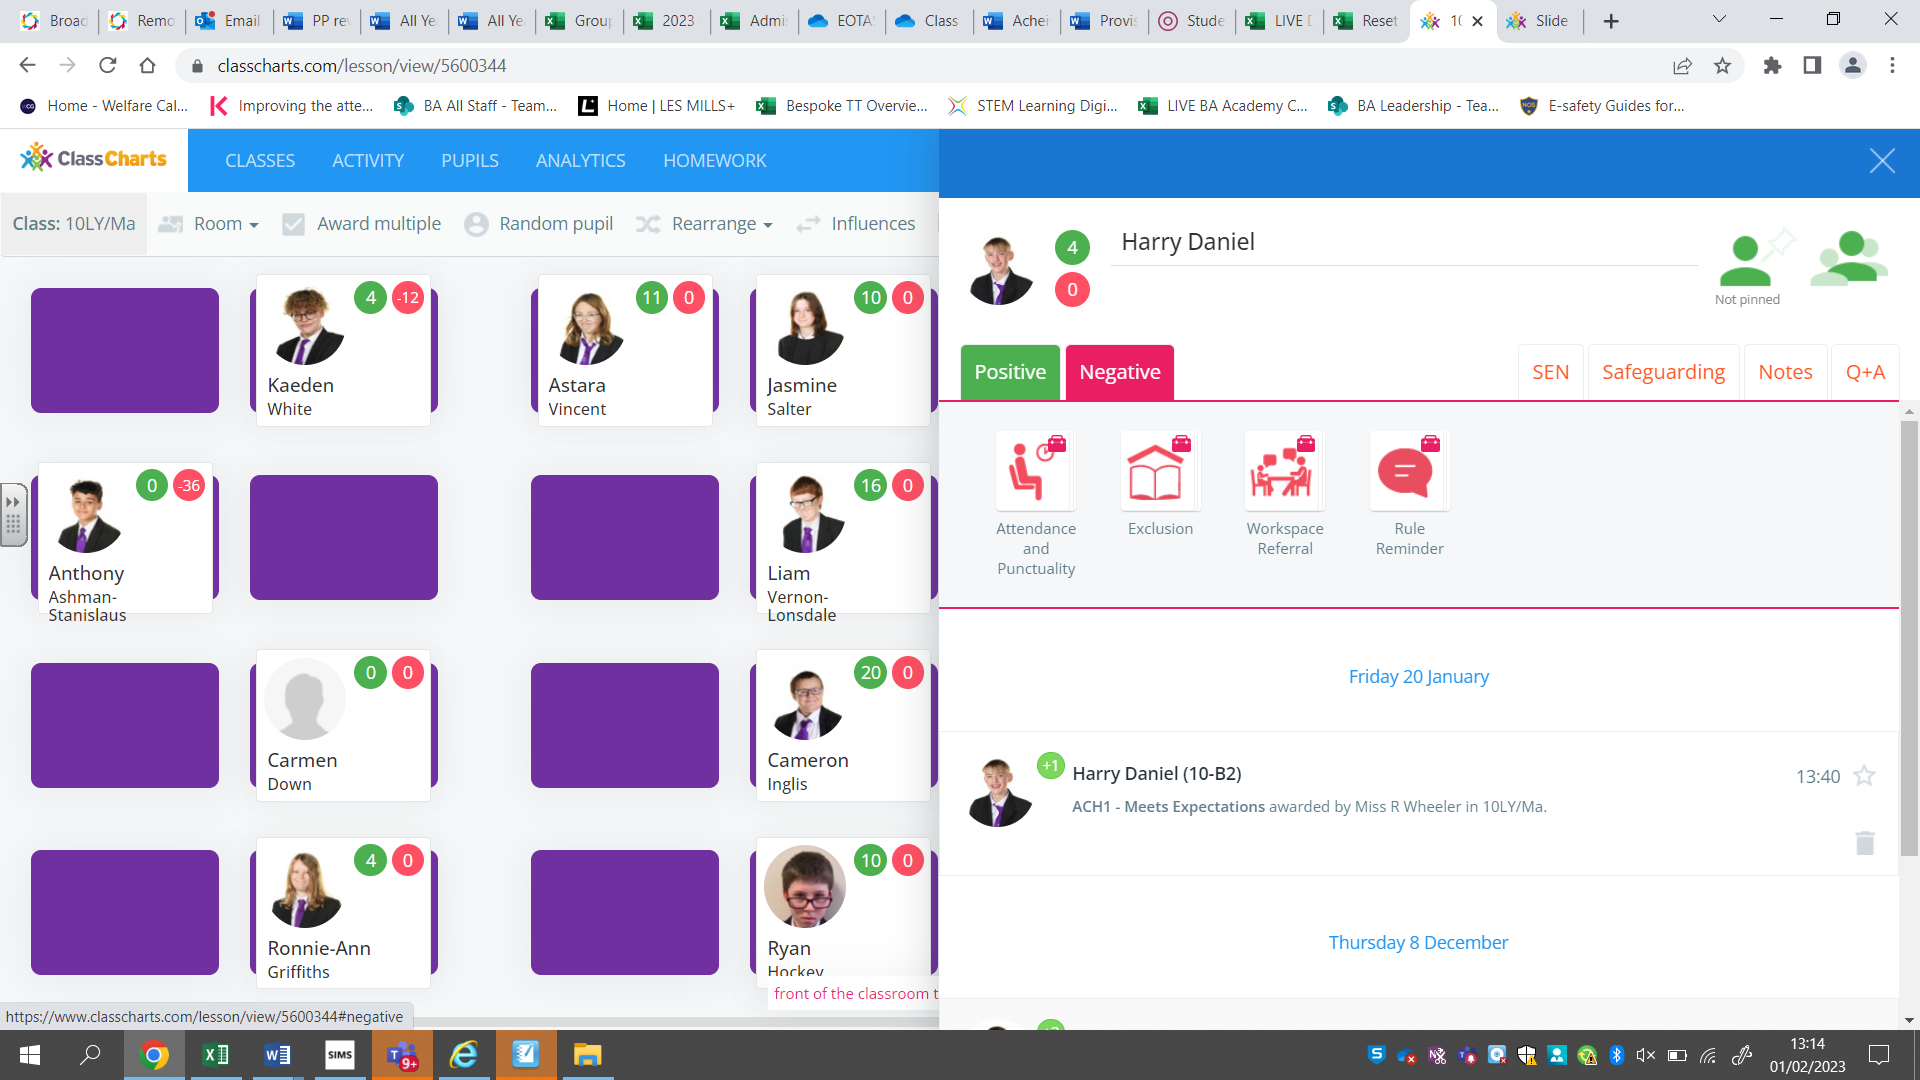 Broad
Remo
Email
PP rev
All Ye
All Ye
Group
2023
Admi
EOTA
Class
Achei
Provis
Stude
LIVE D
Reset
10
Slide
classcharts.com/lesson/view/5600344
Home - Welfare Cal...
Improving the atte...
BA All Staff - Team...
Home | LES MILLS+
Bespoke TT Overvie...
STEM Learning Digi...
LIVE BA Academy C...
BA Leadership - Tea...
E-safety Guides for...
ClassCharts
CLASSES
ACTIVITY
PUPILS
ANALYTICS
HOMEWORK
Class: 10LY/Ma
Room
Award multiple
Random pupil
Rearrange
Influences
4 -12
Kaeden
White
11 0
Astara
Vincent
10 0
Jasmine
Salter
0 -36
Anthony
Ashman-
Stanislaus
16 0
Liam
Vernon-
Lonsdale
0 0
Carmen
Down
20 0
Cameron
Inglis
4 0
Ronnie-Ann
Griffiths
10 0
Ryan
Hockey
front of the classroom t
https://www.classcharts.com/lesson/view/5600344#negative
4
0
Harry Daniel
Not pinned
Positive
Negative
SEN
Safeguarding
Notes
Q+A
Attendance
and
Punctuality
Exclusion
Workspace
Referral
Rule
Reminder
Friday 20 January
+1
Harry Daniel (10-B2)
13:40
ACH1 - Meets Expectations awarded by Miss R Wheeler in 10LY/Ma.
Thursday 8 December
SIMS
9+
13:14
01/02/2023